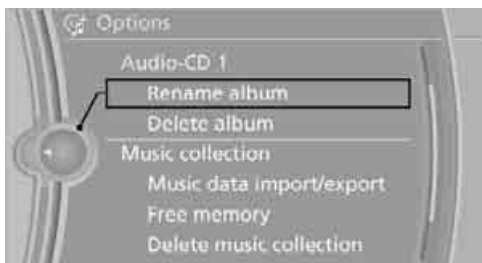 Options
Audio-CD 1
Rename album
Delete album
Music collection
Music data import/export
Free memory
Delete music collection